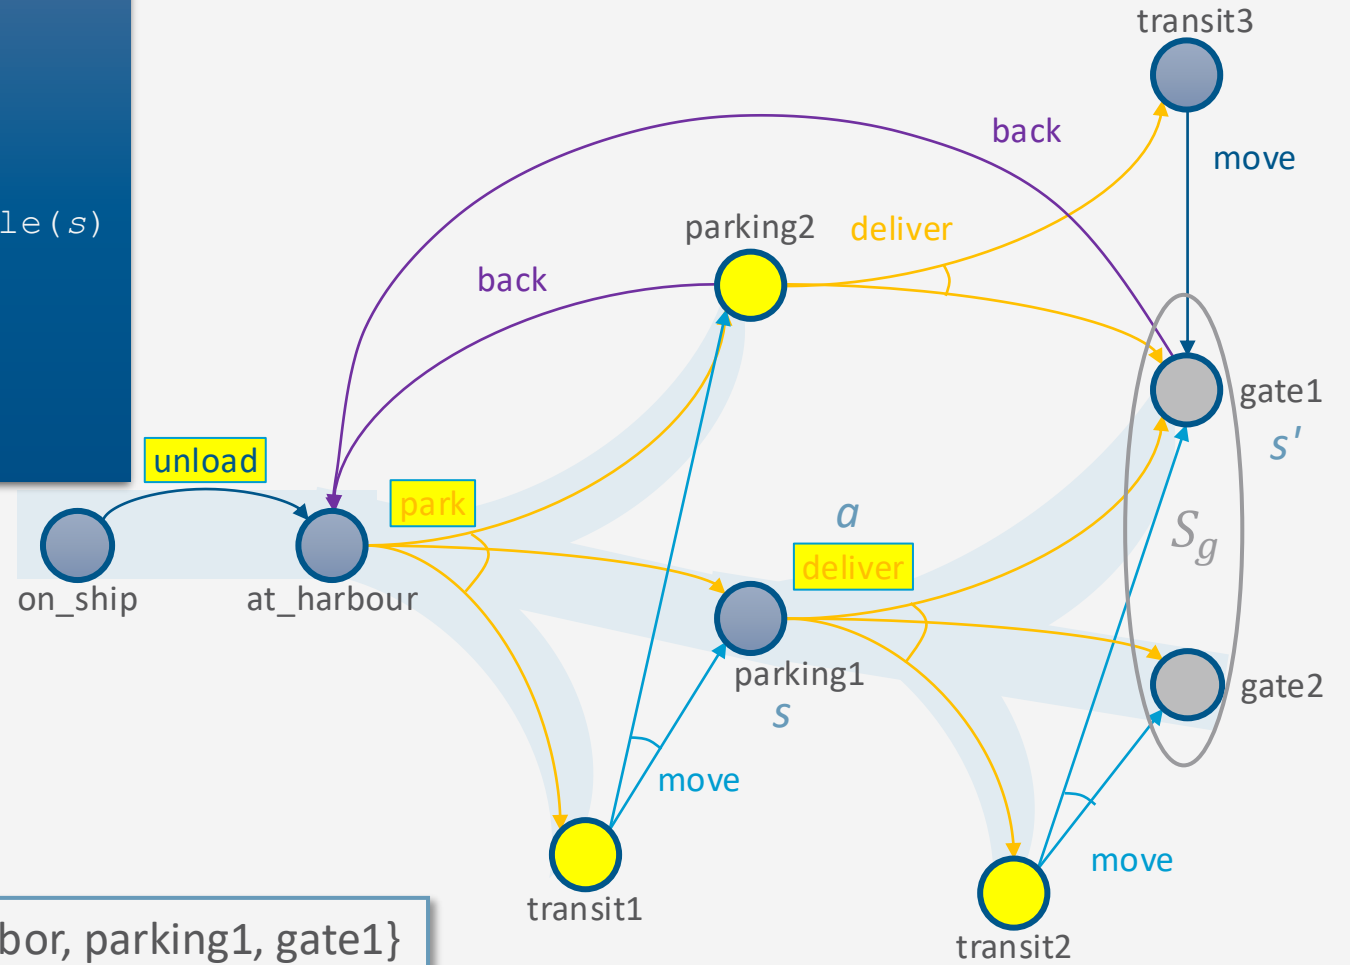 transit3
back
move
le(s)
parking2
deliver
back
gate1
s'
unload
park
a
S_g
deliver
on_ship
at_harbour
parking1
gate2
s
move
move
transit1
bor, parking1, gate1}
transit2